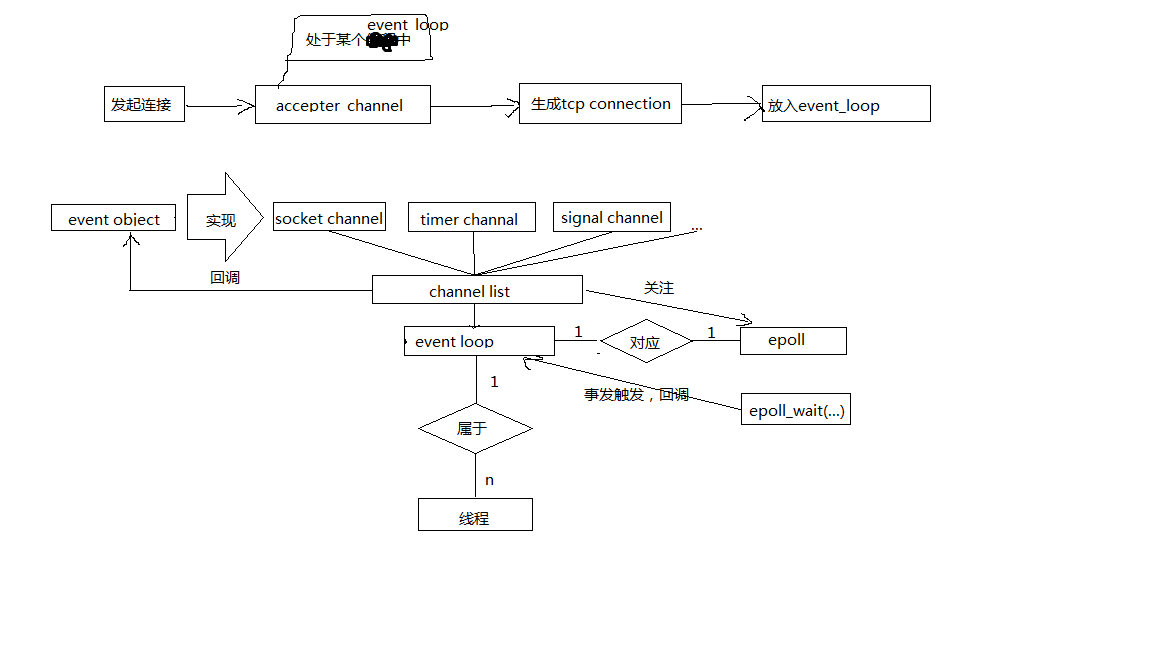 event_loop
处于某个 中
发起连接
accepter_channel
生成tcp connection
放入event_loop
event object
实现
socket channel
timer channal
signal channel
...
回调
channel list
关注
event loop
1
对应
1
epoll
事发触发，回调
epoll_wait(...)
1
属于
n
线程